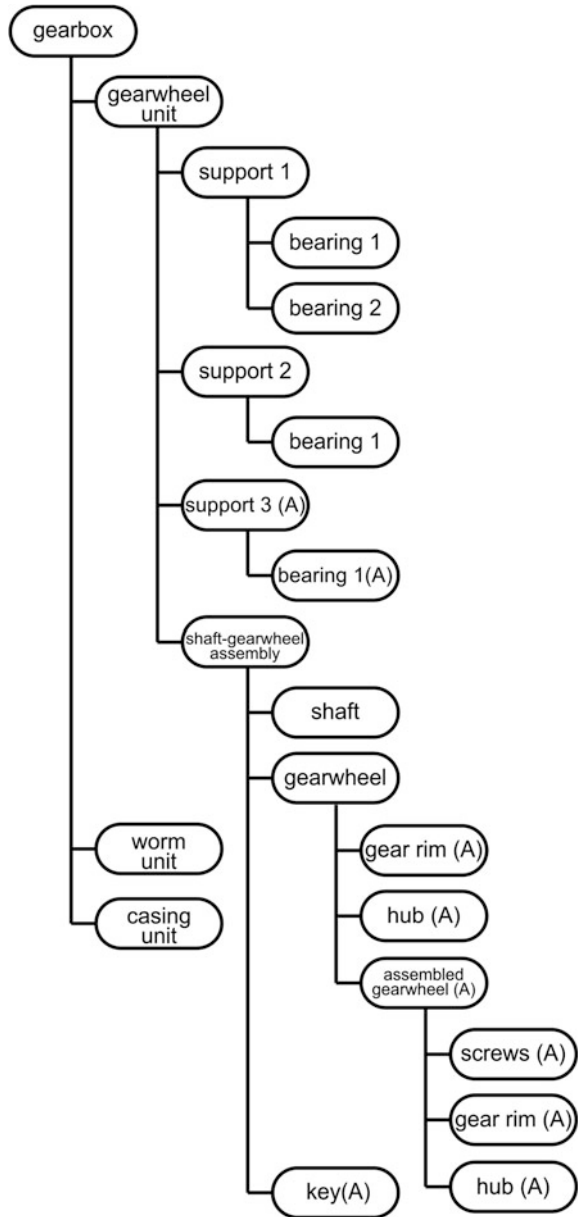 gearbox
gearwheel
unit
support 1
bearing 1
bearing 2
support 2
bearing 1
support 3 (A)
bearing 1(A)
shaft-gearwheel
assembly
shaft
gearwheel
gear rim (A)
worm
unit
hub (A)
casing
unit
assembled
gearwheel (A)
screws (A)
gear rim (A)
key(A)
hub (A)